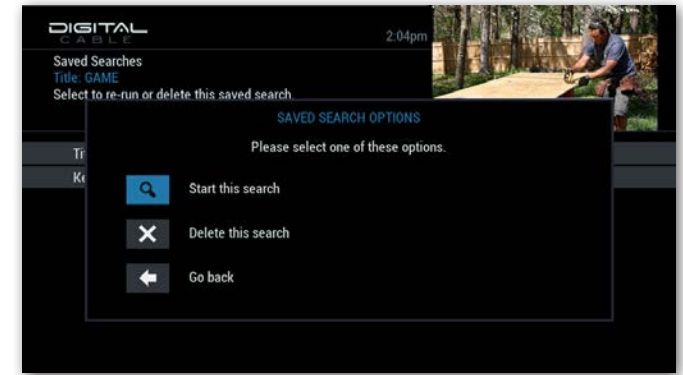 DIGITAL
CABLE
2:04pm
Saved Searches
Title: GAME
Select to re-run or delete this saved search.
SAVED SEARCH OPTIONS
Please select one of these options.
Start this search
Delete this search
Go back